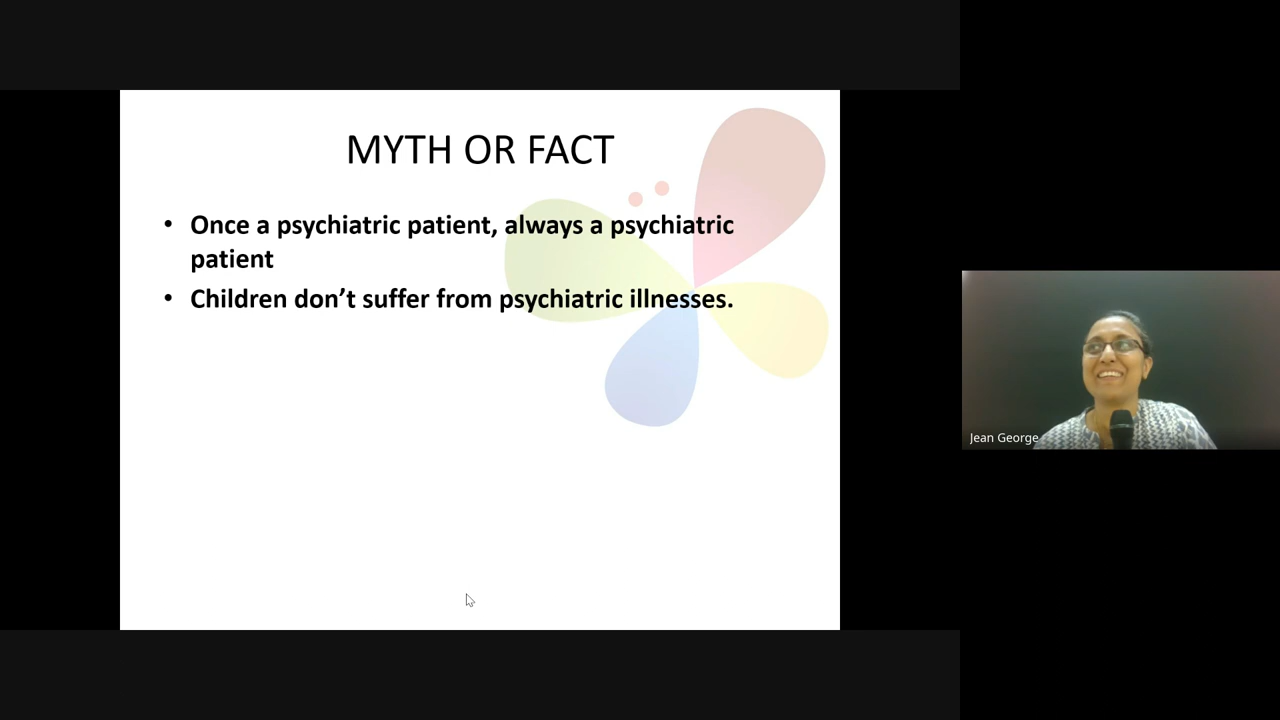 MYTH OR FACT
• Once a psychiatric patient, always a psychiatric
patient
• Children don’t suffer from psychiatric illnesses.
Jean George